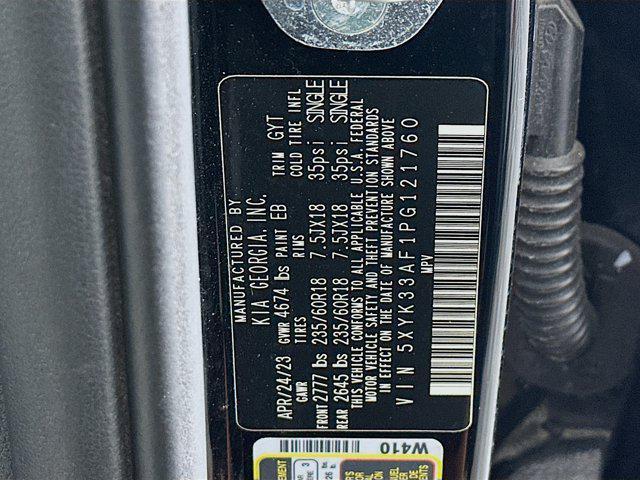 MANUFACTURED BY
KIA GEORGIA, INC.
APR/24/23 GVWR 4674 lbs PAINT EB TRIM GYT
GAWR TIRES RIMS COLD TIRE INFL
FRONT 2777 lbs 235/60R18 7.5JX18 35psi SINGLE
REAR 2645 lbs 235/60R18 7.5JX18 35psi SINGLE
THIS VEHICLE CONFORMS TO ALL APPLICABLE U.S.A. FEDERAL
MOTOR VEHICLE SAFETY AND THEFT PREVENTION STANDARDS
IN EFFECT ON THE DATE OF MANUFACTURE SHOWN ABOVE
VIN 5XYK33AF1PG121760
MPV
W410